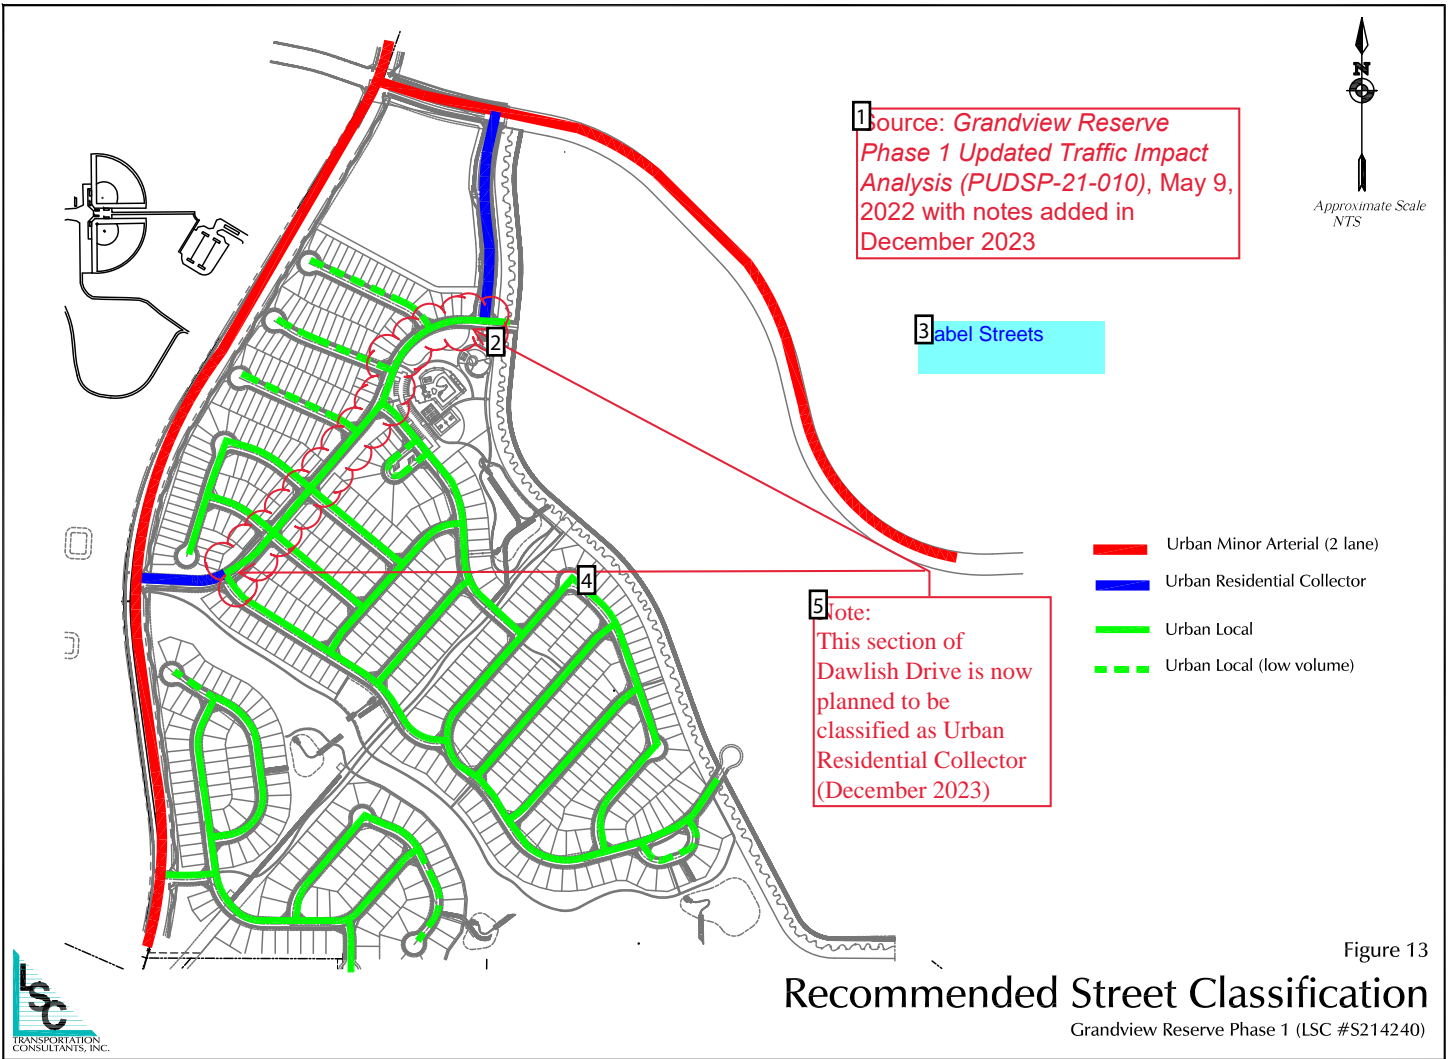 N
Approximate Scale
NTS
1
Source: Grandview Reserve
Phase 1 Updated Traffic Impact
Analysis (PUDSP-21-010), May 9,
2022 with notes added in
December 2023
3
abel Streets
2
4
Urban Minor Arterial (2 lane)
Urban Residential Collector
Urban Local
Urban Local (low volume)
5
Note:
This section of
Dawlish Drive is now
planned to be
classified as Urban
Residential Collector
(December 2023)
Figure 13
Recommended Street Classification
Grandview Reserve Phase 1 (LSC #S214240)
LSC
TRANSPORTATION
CONSULTANTS, INC.